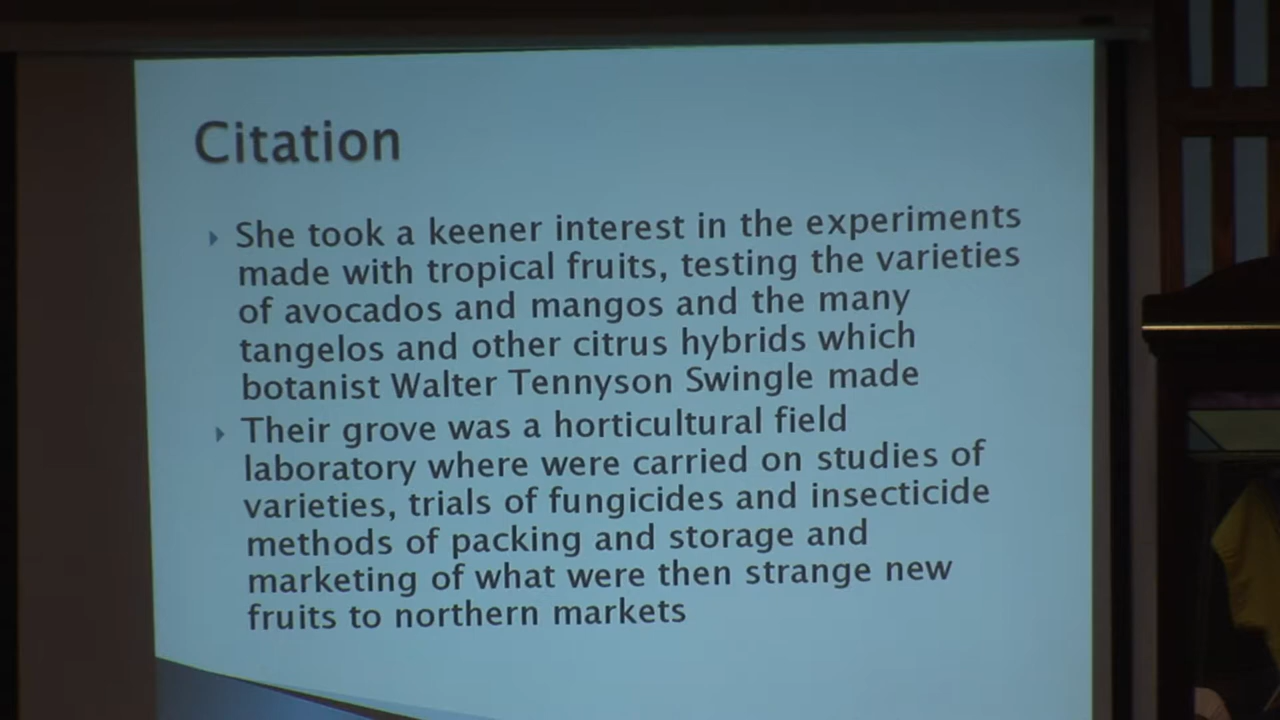 Citation
She took a keener interest in the experiments
made with tropical fruits, testing the varieties
of avocados and mangos and the many
tangelos and other citrus hybrids which
botanist Walter Tennyson Swingle made
Their grove was a horticultural field
laboratory where were carried on studies of
varieties, trials of fungicides and insecticide
methods of packing and storage and
marketing of what were then strange new
fruits to northern markets